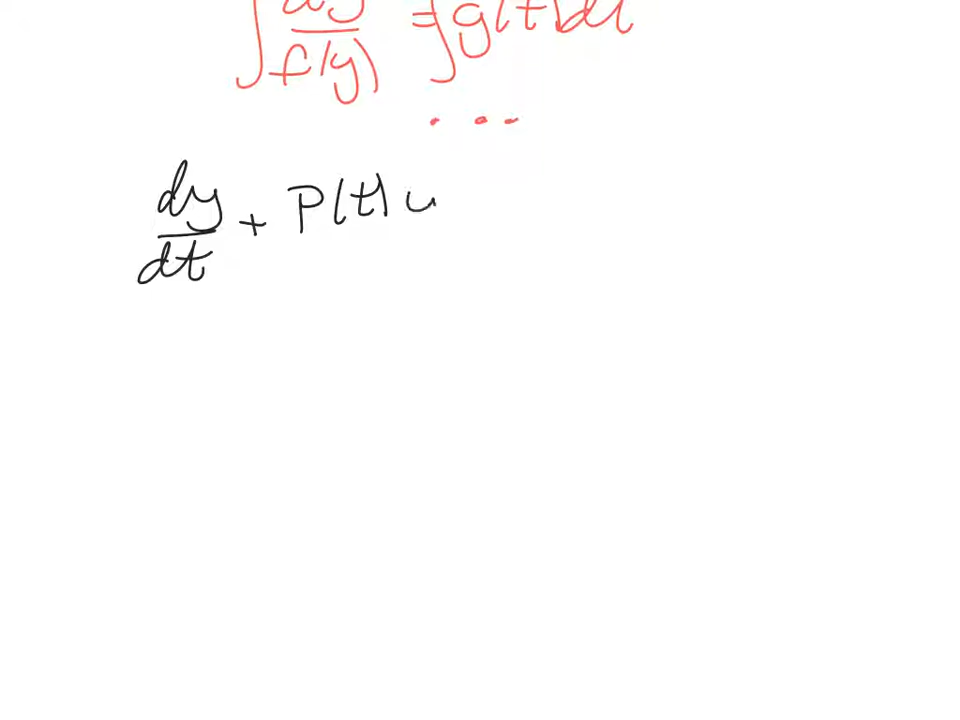 ∫ dy/f(y) = ∫ g(t)dt
...
dy/dt + P(t) u